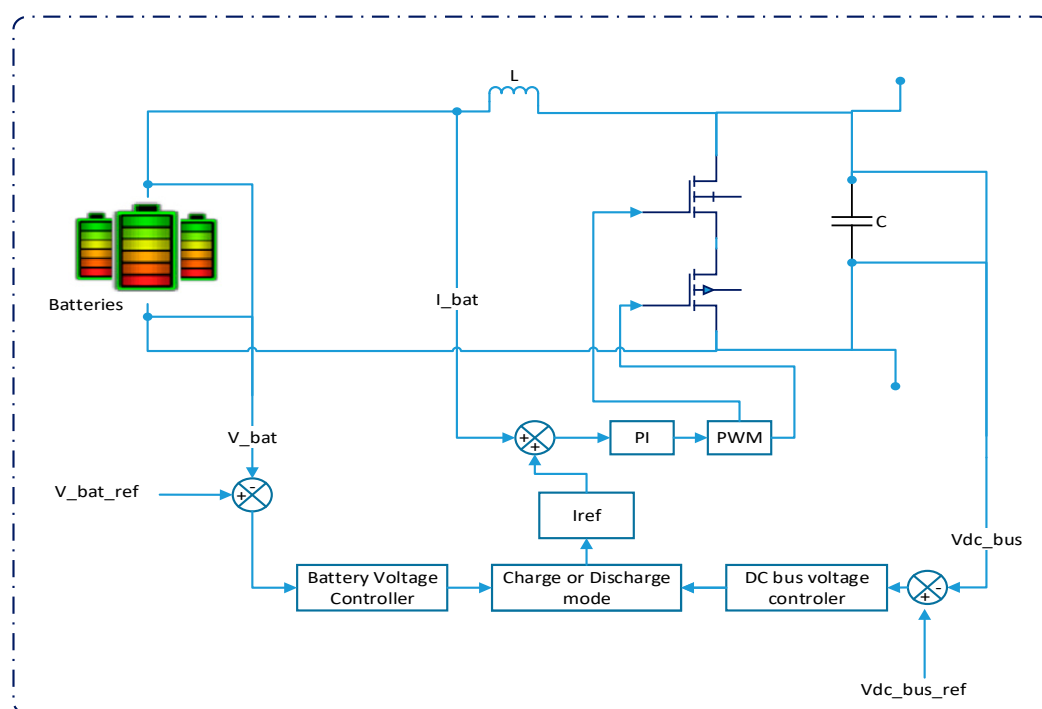 L
C
Batteries
I_bat
V_bat
+
+
PI
PWM
V_bat_ref
+
-
Iref
Vdc_bus
Battery Voltage
Controller
Charge or Discharge
mode
DC bus voltage
controler
+
-
Vdc_bus_ref